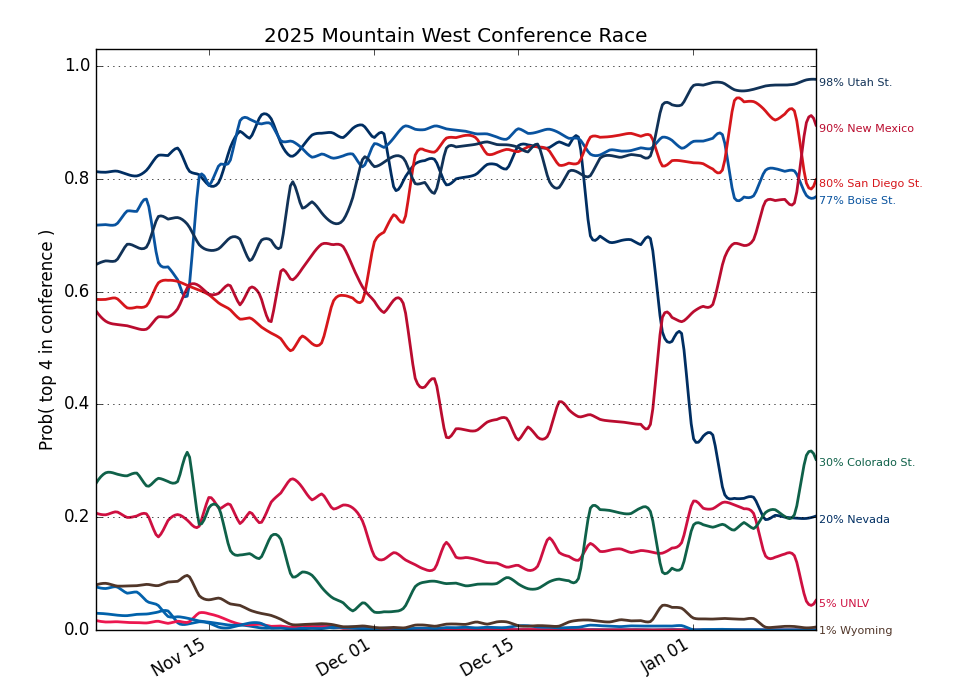 2025 Mountain West Conference Race
Prob( top 4 in conference )
1.0
0.8
0.6
0.4
0.2
0.0
Nov 15
Dec 01
Dec 15
Jan 01
98% Utah St.
90% New Mexico
80% San Diego St.
77% Boise St.
30% Colorado St.
20% Nevada
5% UNLV
1% Wyoming